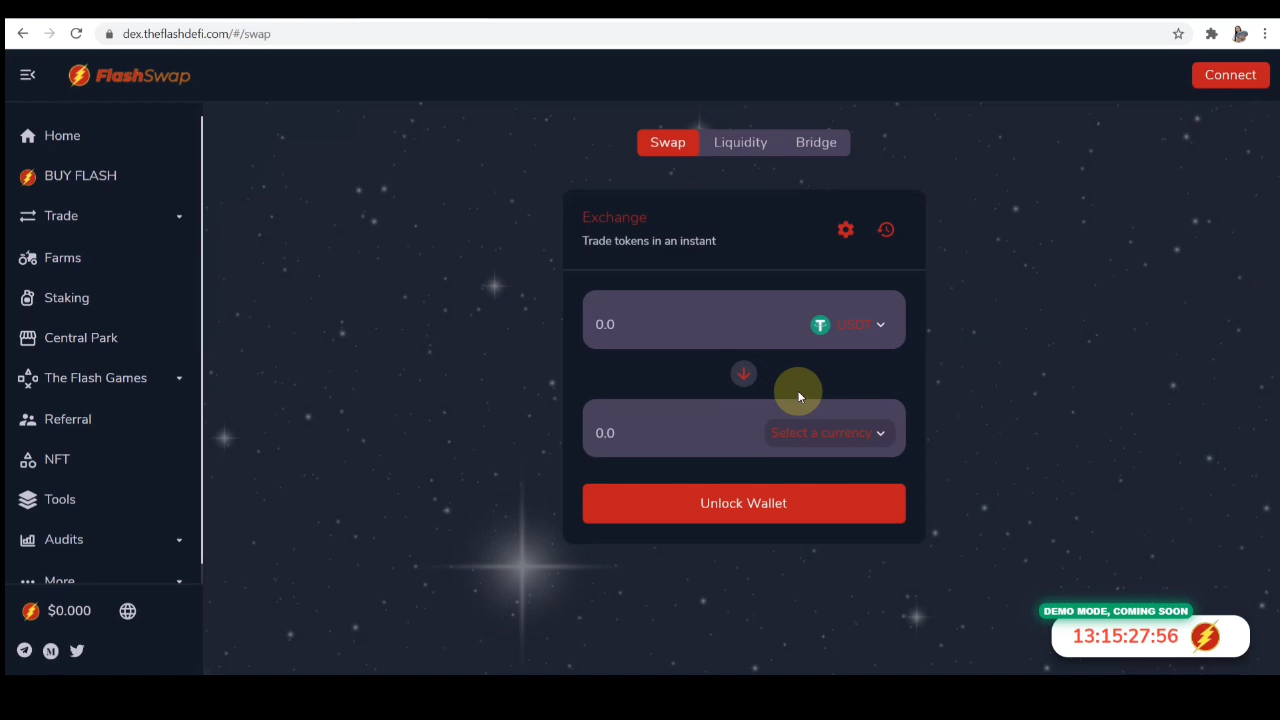 dex.theflashdefi.com/#/swap
FlashSwap
Connect
Home
BUY FLASH
Trade
Farms
Staking
Central Park
The Flash Games
Referral
NFT
Tools
Audits
More
$0.000
Swap
Liquidity
Bridge
Exchange
Trade tokens in an instant
0.0
USDT
0.0
Select a currency
Unlock Wallet
DEMO MODE, COMING SOON
13:15:27:56